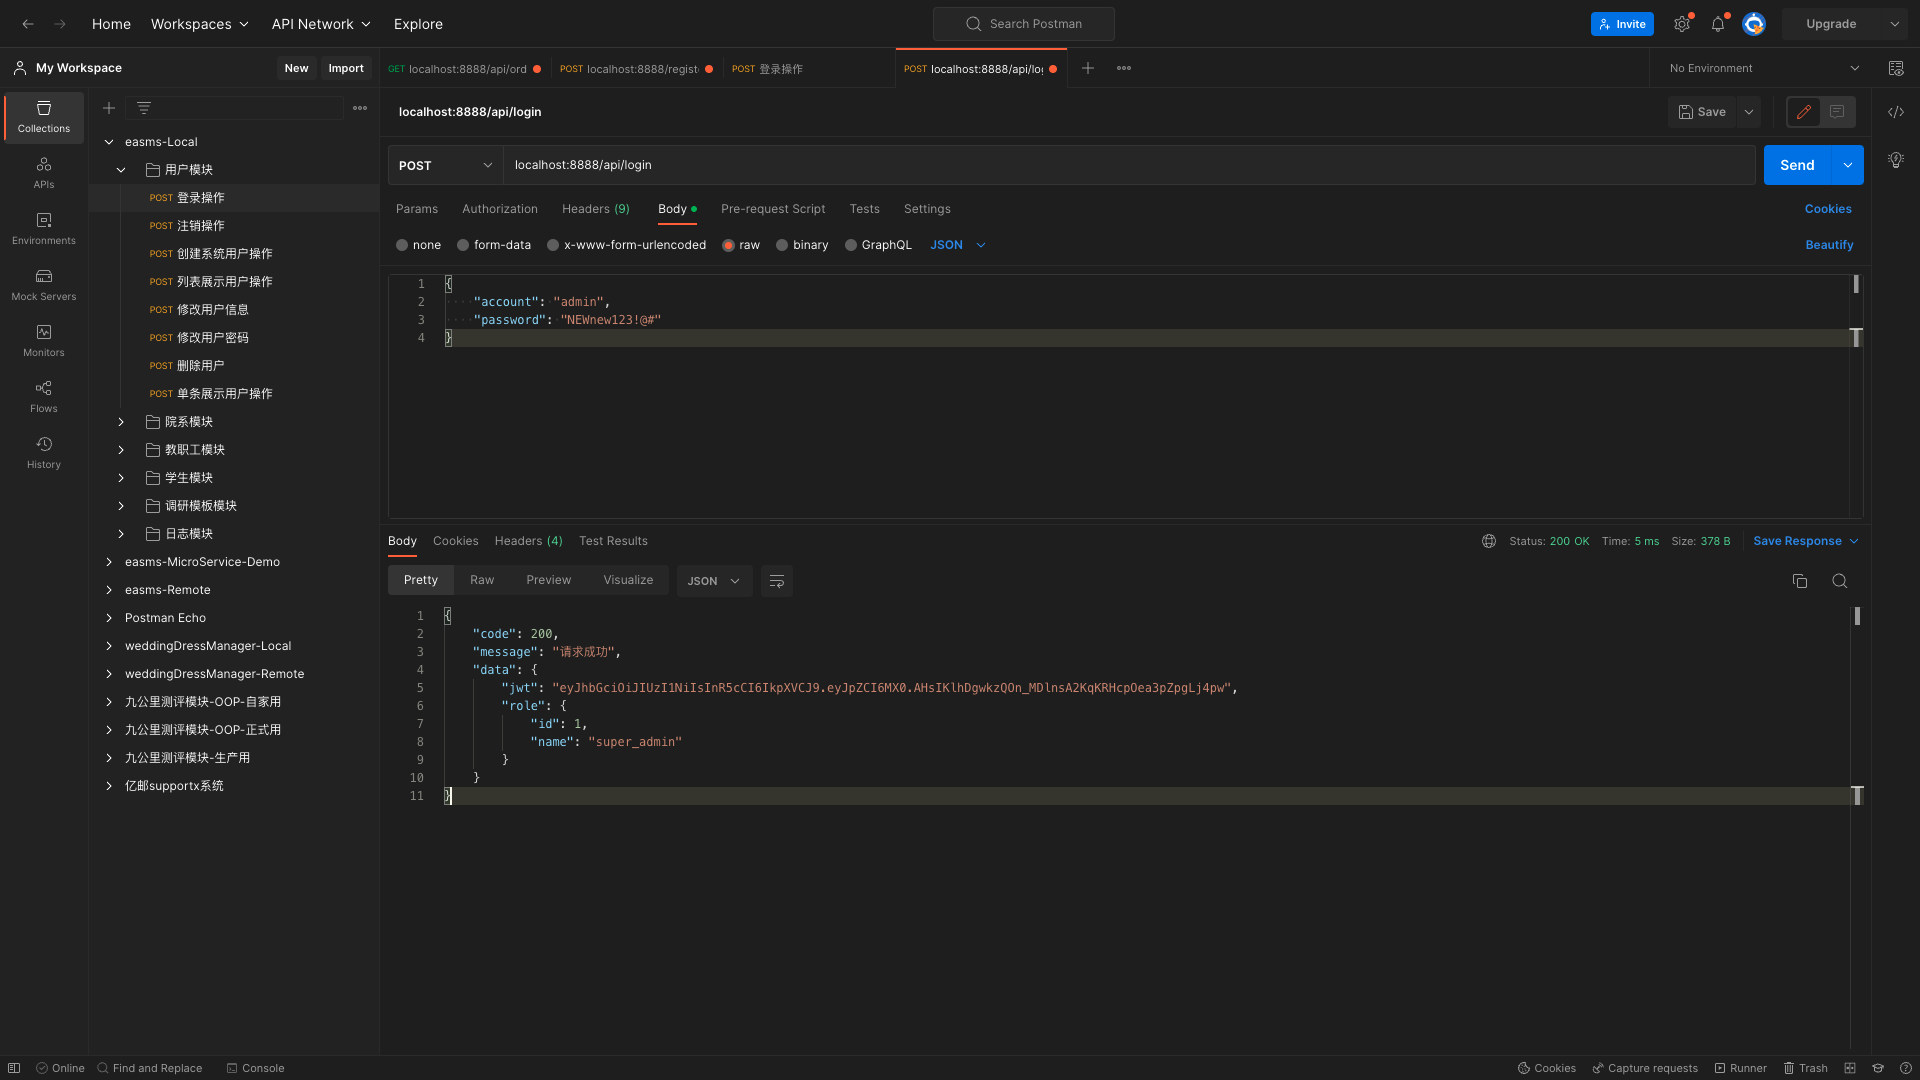 Home Workspaces API Network Explore Search Postman Invite Upgrade
My Workspace New Import GET localhost:8888/api/ord POST localhost:8888/regist POST 登录操作 POST localhost:8888/api/log No Environment
Collections
APIs
Environments
Mock Servers
Monitors
Flows
History
easms-Local
用户模块
POST 登录操作
POST 注销操作
POST 创建系统用户操作
POST 列表展示用户操作
POST 修改用户信息
POST 修改用户密码
POST 删除用户
POST 单条展示用户操作
院系模块
教职工模块
学生模块
调研模板模块
日志模块
easms-MicroService-Demo
easms-Remote
Postman Echo
weddingDressManager-Local
weddingDressManager-Remote
九公里测评模块-OOP-自家用
九公里测评模块-OOP-正式用
九公里测评模块-生产用
亿邮supportx系统
localhost:8888/api/login Save
POST localhost:8888/api/login Send
Params Authorization Headers (9) Body Pre-request Script Tests Settings Cookies
none form-data x-www-form-urlencoded raw binary GraphQL JSON Beautify
1 {
2 "account": "admin",
3 "password": "NEWnew123!@#"
4 }
Body Cookies Headers (4) Test Results Status: 200 OK Time: 5 ms Size: 378 B Save Response
Pretty Raw Preview Visualize JSON
1 {
2 "code": 200,
3 "message": "请求成功",
4 "data": {
5 "jwt": "eyJhbGciOiJIUzI1NiIsInR5cCI6IkpXVCJ9.eyJpZCI6MX0.AHsIKlhDgwkzQOn_MDlnsA2KqKRHcpOea3pZpgLj4pw",
6 "role": {
7 "id": 1,
8 "name": "super_admin"
9 }
10 }
11 }
Online Find and Replace Console Cookies Capture requests Runner Trash